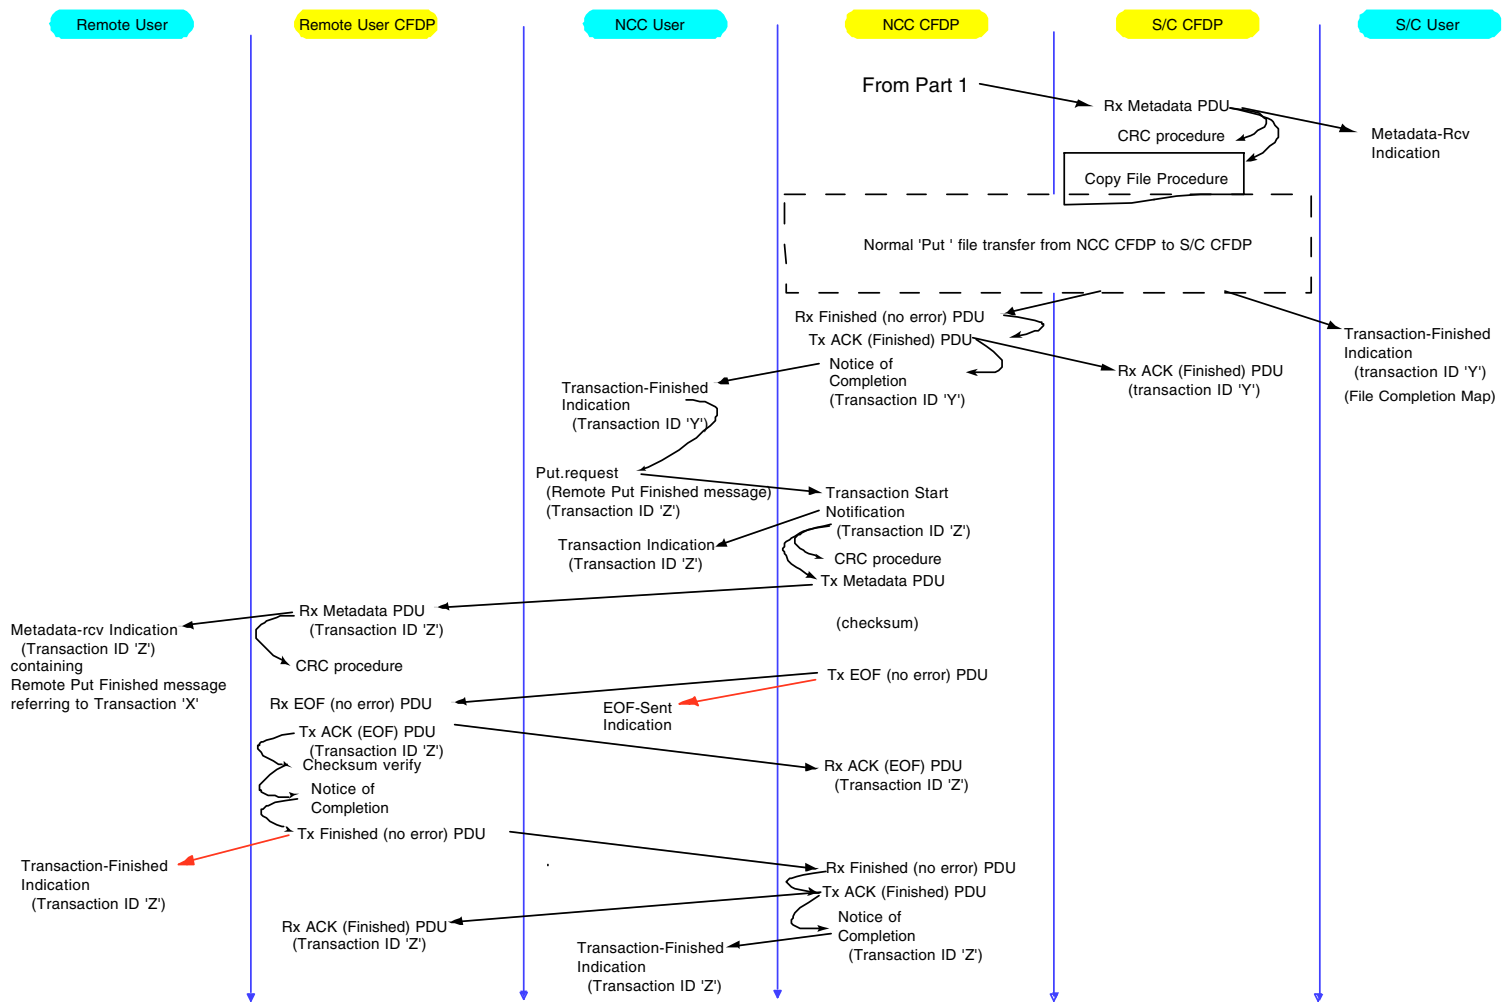 Remote User
Remote User CFDP
NCC User
NCC CFDP
S/C CFDP
S/C User
From Part 1
Rx Metadata PDU
CRC procedure
Metadata-Rcv
Indication
Copy File Procedure
Normal 'Put ' file transfer from NCC CFDP to S/C CFDP
Rx Finished (no error) PDU
Tx ACK (Finished) PDU
Notice of
Completion
(Transaction ID 'Y')
Rx ACK (Finished) PDU
(transaction ID 'Y')
Transaction-Finished
Indication
(transaction ID 'Y')
(File Completion Map)
Transaction-Finished
Indication
(Transaction ID 'Y')
Put.request
(Remote Put Finished message)
(Transaction ID 'Z')
Transaction Start
Notification
(Transaction ID 'Z')
Transaction Indication
(Transaction ID 'Z')
CRC procedure
Tx Metadata PDU
Rx Metadata PDU
(Transaction ID 'Z')
(checksum)
Metadata-rcv Indication
(Transaction ID 'Z')
containing
Remote Put Finished message
referring to Transaction 'X'
CRC procedure
Tx EOF (no error) PDU
Rx EOF (no error) PDU
EOF-Sent
Indication
Tx ACK (EOF) PDU
(Transaction ID 'Z')
Checksum verify
Rx ACK (EOF) PDU
(Transaction ID 'Z')
Notice of
Completion
Tx Finished (no error) PDU
Transaction-Finished
Indication
(Transaction ID 'Z')
Rx Finished (no error) PDU
Tx ACK (Finished) PDU
Rx ACK (Finished) PDU
(Transaction ID 'Z')
Notice of
Completion
(Transaction ID 'Z')
Transaction-Finished
Indication
(Transaction ID 'Z')